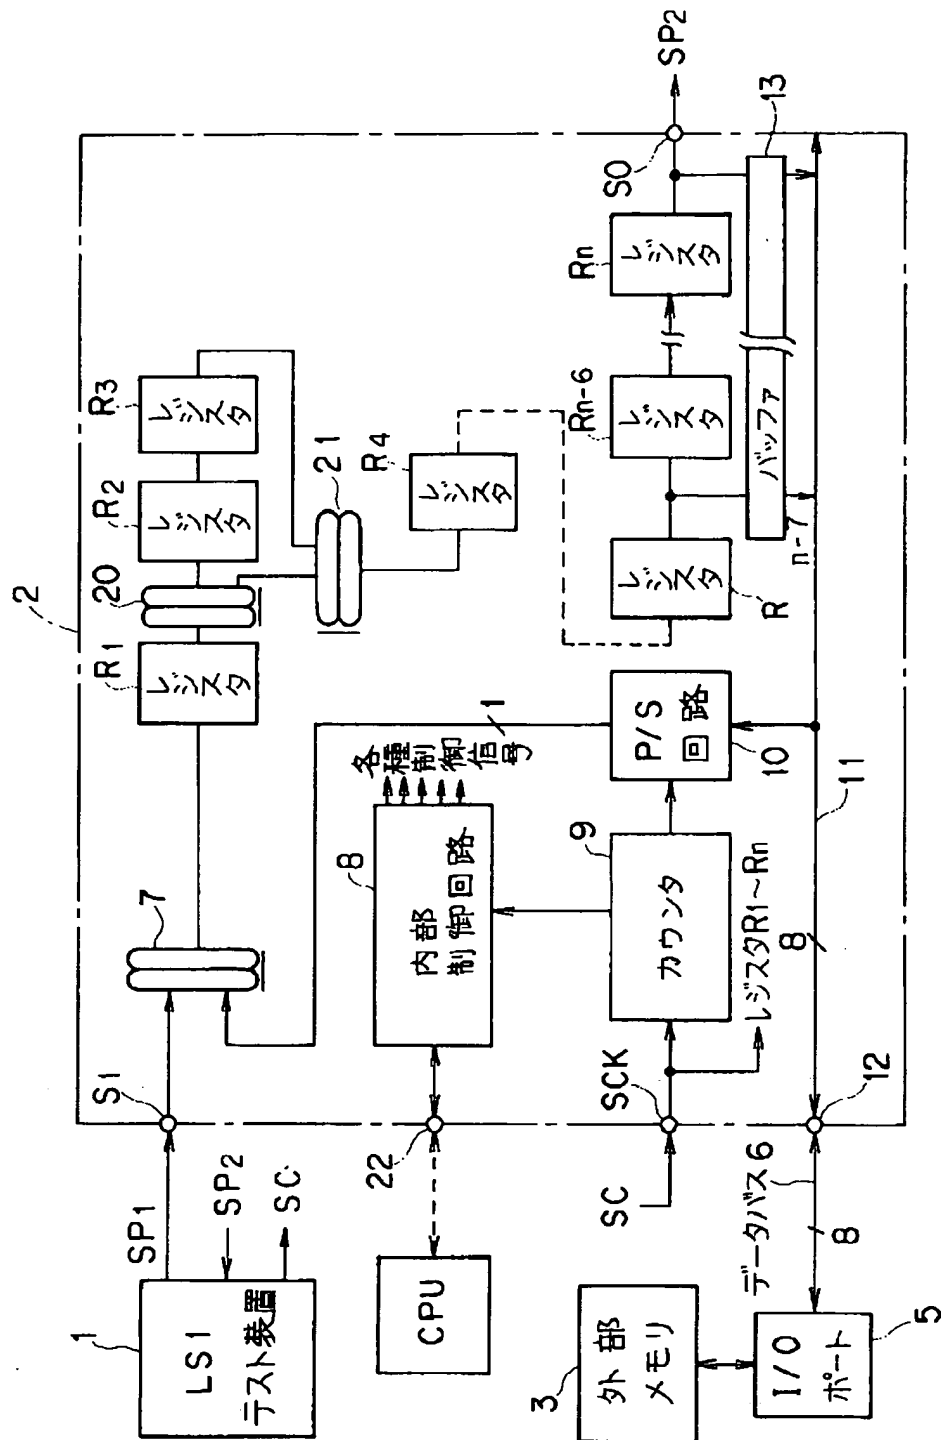 2
1
LSI
テスト装置
SP1
SP2
SC
SI
7
R1
レジスタ
20
R2
レジスタ
R3
レジスタ
21
R4
レジスタ
CPU
22
8
内部
制御回路
各種制御信号
1
3
外部
メモリ
SC
SCK
9
カウンタ
レジスタR1~Rn
P/S
回路
10
R
n-7
レジスタ
Rn-6
レジスタ
Rn
レジスタ
SO
SP2
バッファ
13
I/O
ポート
5
データバス6
8
12
8
11